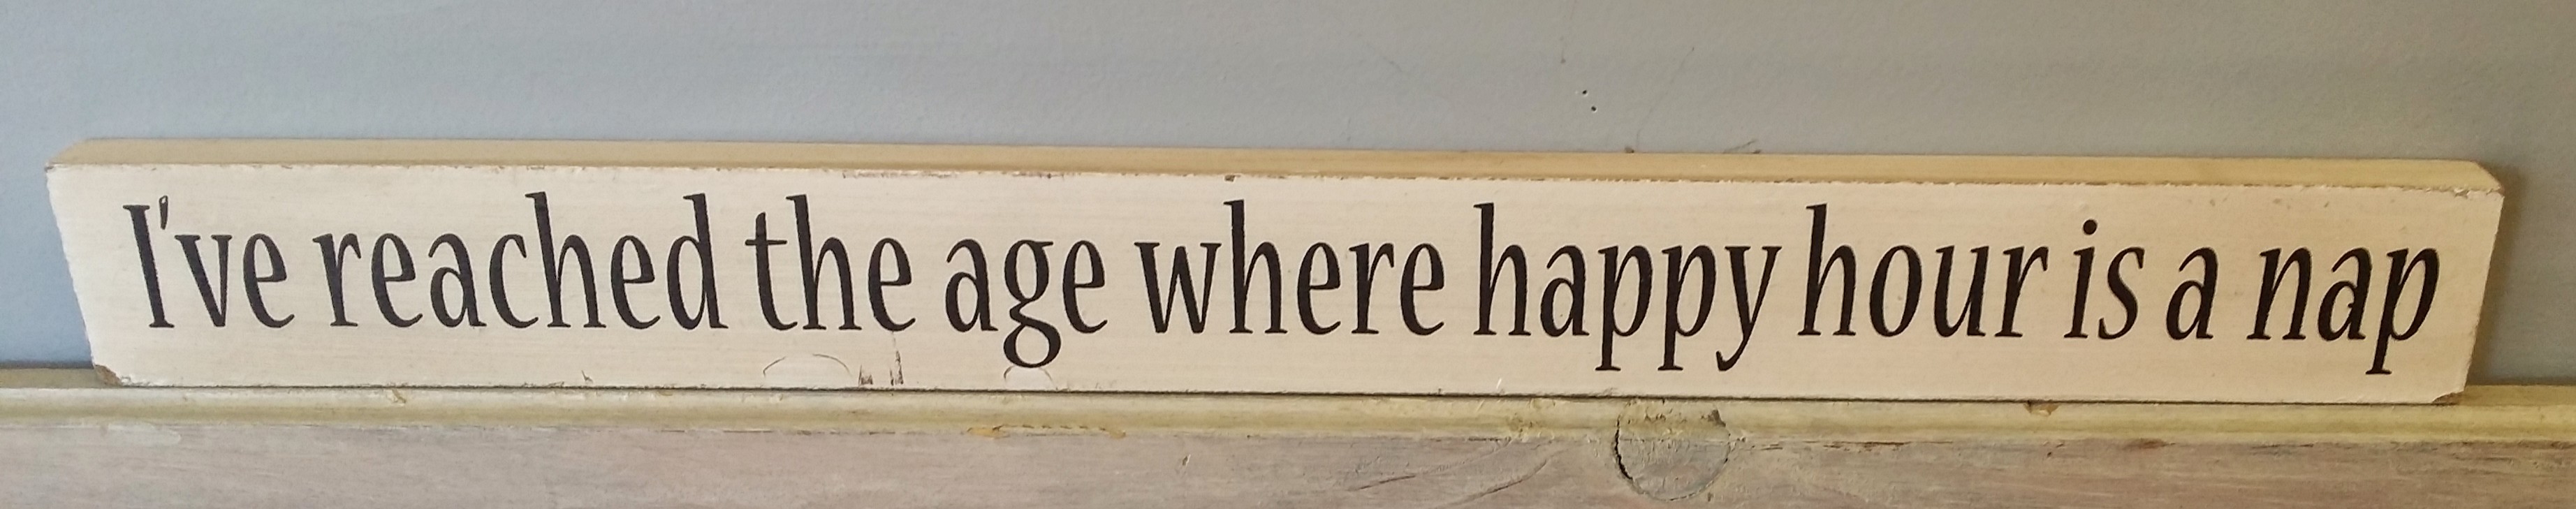 I've reached the age where happy hour is a nap